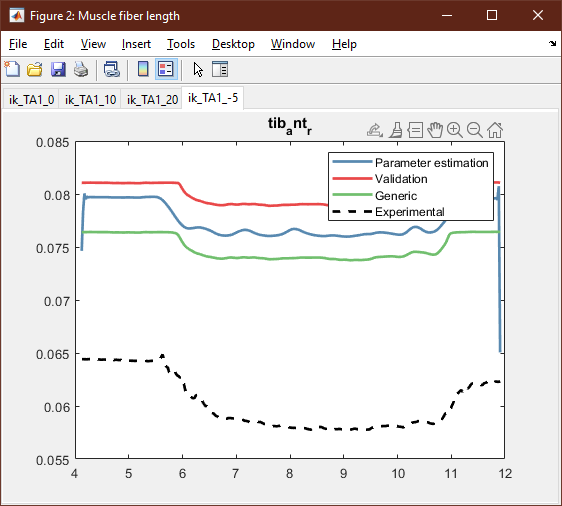 Figure 2: Muscle fiber length
File Edit View Insert Tools Desktop Window Help
ik_TA1_0 ik_TA1_10 ik_TA1_20 ik_TA1_-5
tib_ant_r
0.085
Parameter estimation
Validation
Generic
Experimental
0.08
0.075
0.07
0.065
0.06
0.055
4 5 6 7 8 9 10 11 12